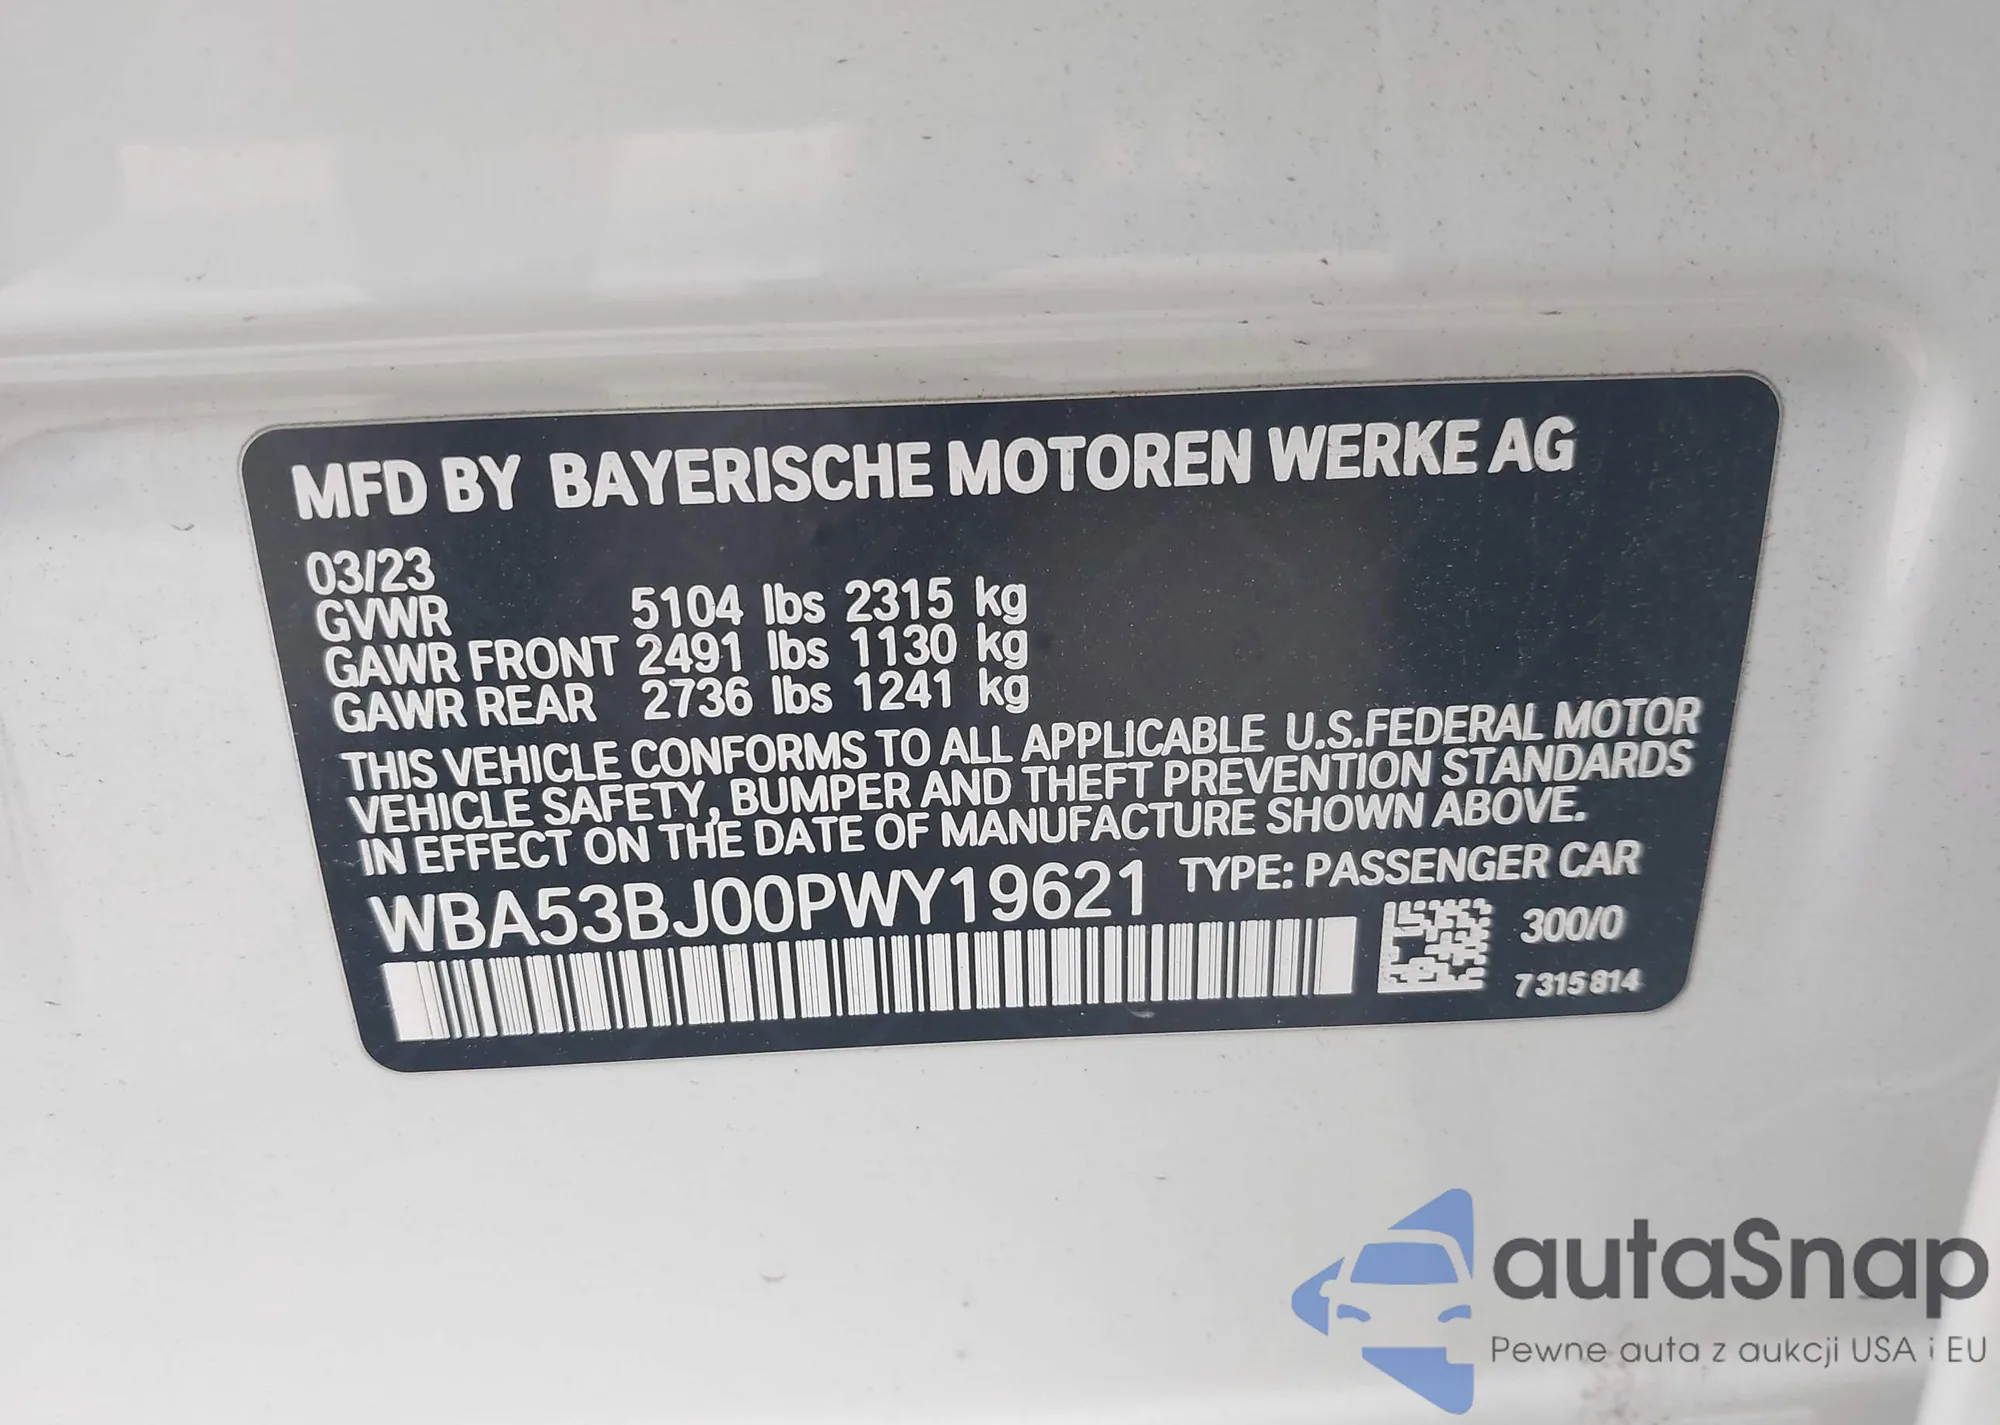 MFD BY BAYERISCHE MOTOREN WERKE AG
03/23
GVWR 5104 lbs 2315 kg
GAWR FRONT 2491 lbs 1130 kg
GAWR REAR 2736 lbs 1241 kg
THIS VEHICLE CONFORMS TO ALL APPLICABLE U.S.FEDERAL MOTOR
VEHICLE SAFETY, BUMPER AND THEFT PREVENTION STANDARDS
IN EFFECT ON THE DATE OF MANUFACTURE SHOWN ABOVE.
WBA53BJ00PWY19621 TYPE: PASSENGER CAR
300/0
7315814
autaSnap
Pewne auta z aukcji USA i EU